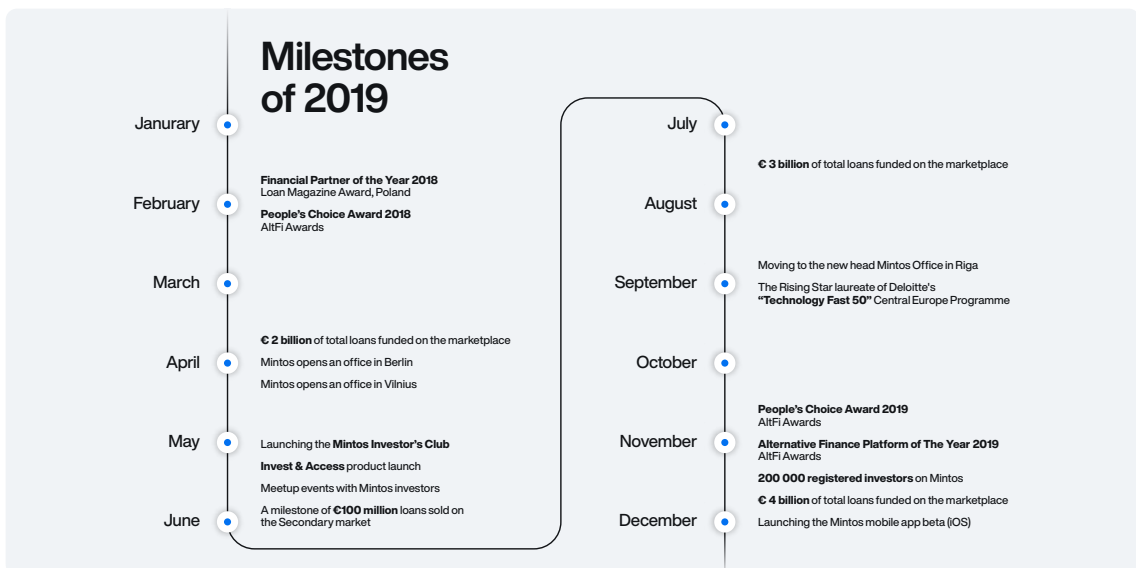 Milestones
of 2019
Janurary
February
Financial Partner of the Year 2018
Loan Magazine Award, Poland
People’s Choice Award 2018
AltFi Awards
March
April
€ 2 billion of total loans funded on the marketplace
Mintos opens an office in Berlin
Mintos opens an office in Vilnius
May
Launching the Mintos Investor’s Club
Invest & Access product launch
Meetup events with Mintos investors
June
A milestone of €100 million loans sold on
the Secondary market
July
€ 3 billion of total loans funded on the marketplace
August
September
Moving to the new head Mintos Office in Riga
The Rising Star laureate of Deloitte's
“Technology Fast 50” Central Europe Programme
October
November
People’s Choice Award 2019
AltFi Awards
Alternative Finance Platform of The Year 2019
AltFi Awards
200 000 registered investors on Mintos
€ 4 billion of total loans funded on the marketplace
December
Launching the Mintos mobile app beta (iOS)